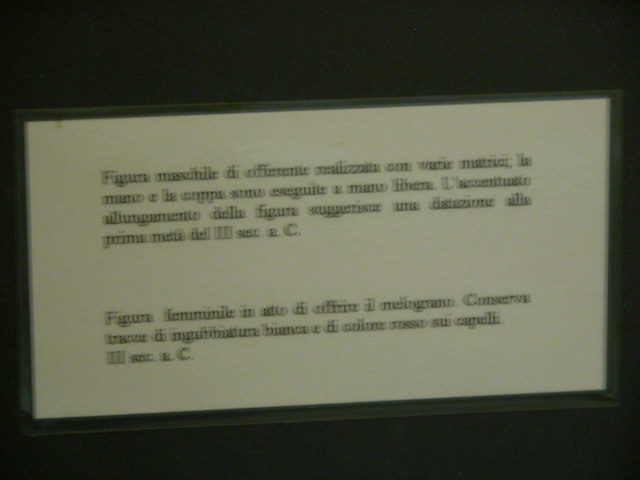 Figura maschile di offerente realizzata con varie matrici; la
mano e la coppa sono eseguite a mano libera. L'accentuato
allungamento della figura suggerisce una datazione alla
prima metà del III sec. a. C.
Figura femminile in atto di offrire il melograno. Conserva
tracce di ingubbiatura bianca e di colore rosso sui capelli.
III sec. a. C.